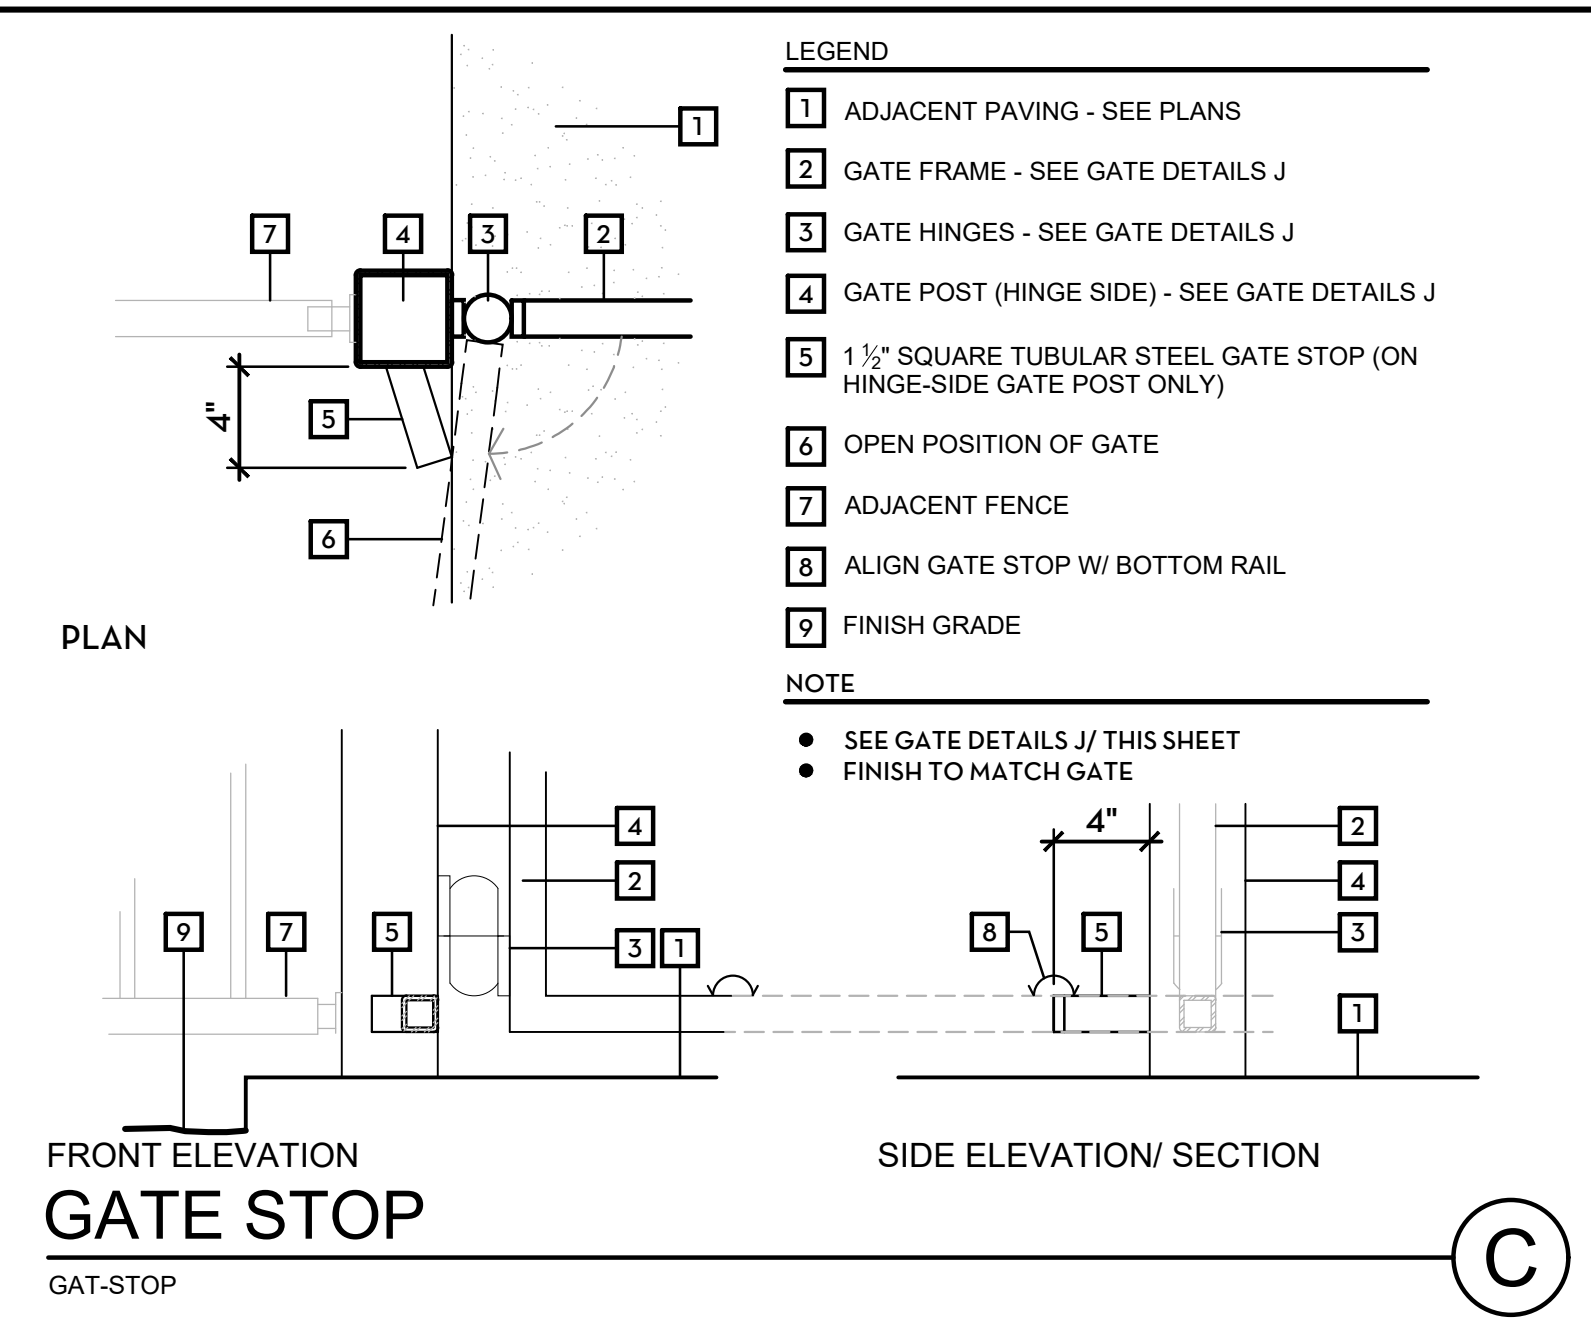 1
7
4
3
2
4"
5
6
PLAN
LEGEND
1 ADJACENT PAVING - SEE PLANS
2 GATE FRAME - SEE GATE DETAILS J
3 GATE HINGES - SEE GATE DETAILS J
4 GATE POST (HINGE SIDE) - SEE GATE DETAILS J
5 1 ½" SQUARE TUBULAR STEEL GATE STOP (ON
HINGE-SIDE GATE POST ONLY)
6 OPEN POSITION OF GATE
7 ADJACENT FENCE
8 ALIGN GATE STOP W/ BOTTOM RAIL
9 FINISH GRADE
NOTE
● SEE GATE DETAILS J/ THIS SHEET
● FINISH TO MATCH GATE
4
2
9
7
5
3
1
FRONT ELEVATION
4"
2
4
8
5
3
1
SIDE ELEVATION/ SECTION
GATE STOP
C
GAT-STOP